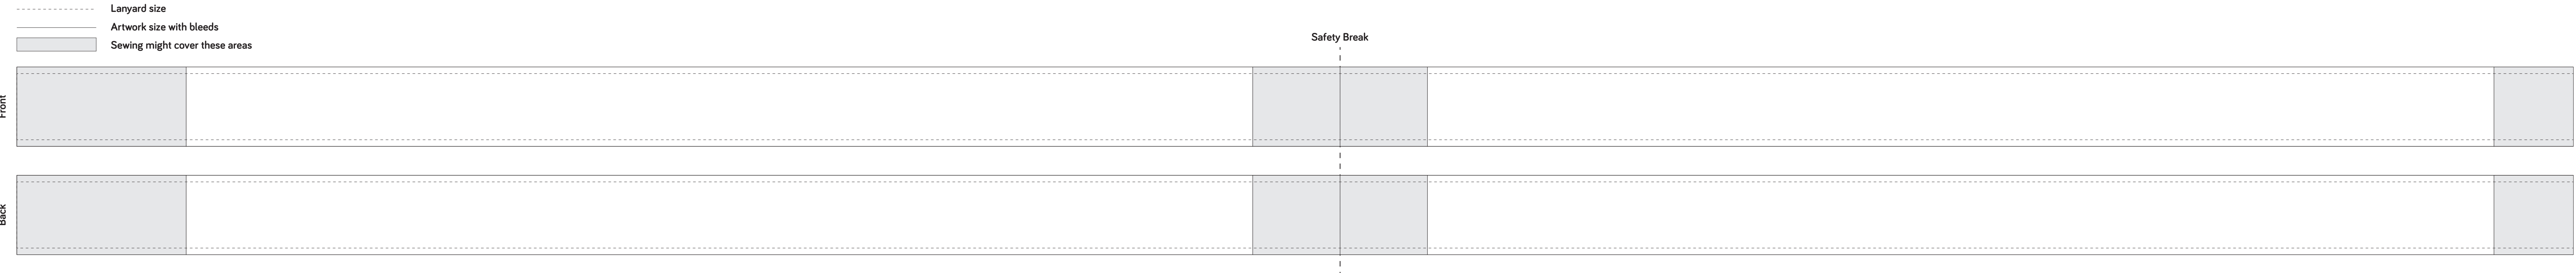 Lanyard size
Artwork size with bleeds
Sewing might cover these areas
Safety Break
Front
Back